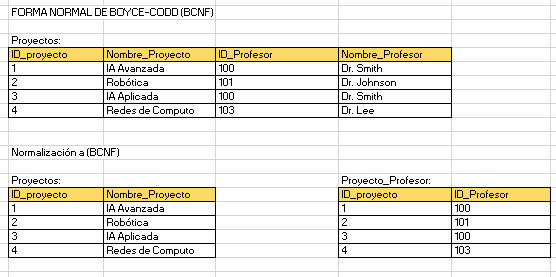 FORMA NORMAL DE BOYCE-CODD (BCNF)
Proyectos:
ID_proyecto Nombre_Proyecto ID_Profesor Nombre_Profesor
1 IA Avanzada 100 Dr. Smith
2 Robótica 101 Dr. Johnson
3 IA Aplicada 100 Dr. Smith
4 Redes de Computo 103 Dr. Lee
Normalización a (BCNF)
Proyectos: Proyecto_Profesor:
ID_proyecto Nombre_Proyecto ID_proyecto ID_Profesor
1 IA Avanzada 1 100
2 Robótica 2 101
3 IA Aplicada 3 100
4 Redes de Computo 4 103